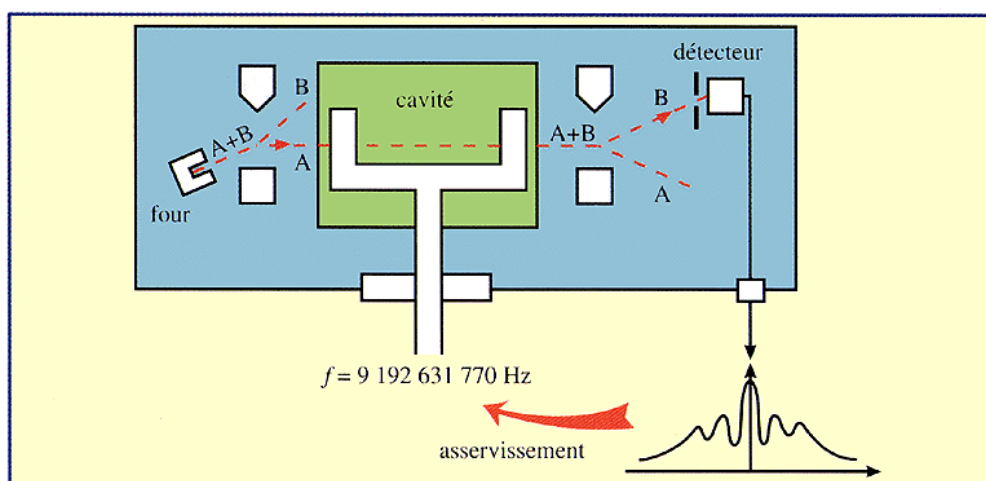 détecteur
B
cavité
B
A+B
A+B
A
A
four
f = 9 192 631 770 Hz
asservissement